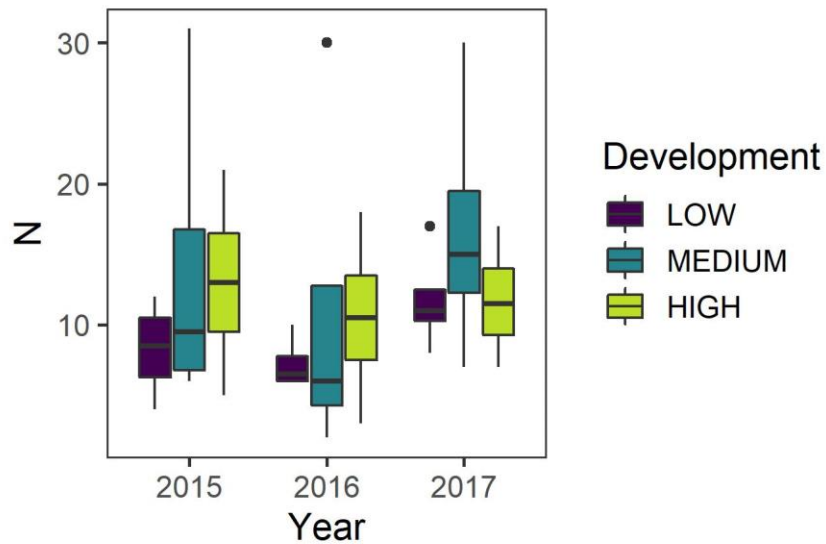 30
20
10
N
2015 2016 2017
Year
Development
LOW
MEDIUM
HIGH